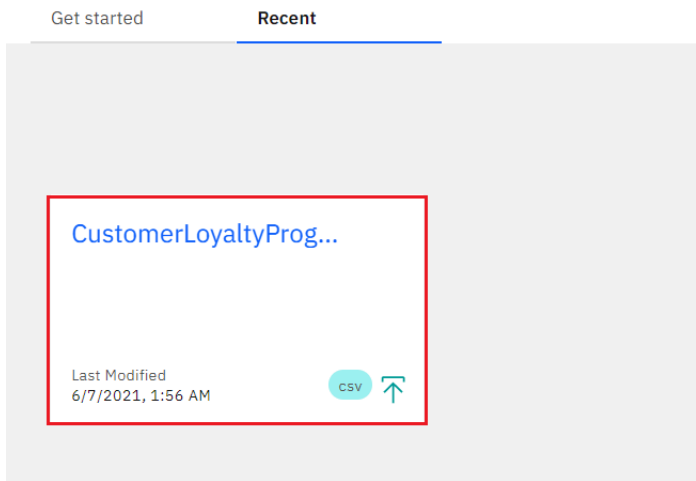 Get started
Recent
CustomerLoyaltyProg...
Last Modified
6/7/2021, 1:56 AM
csv